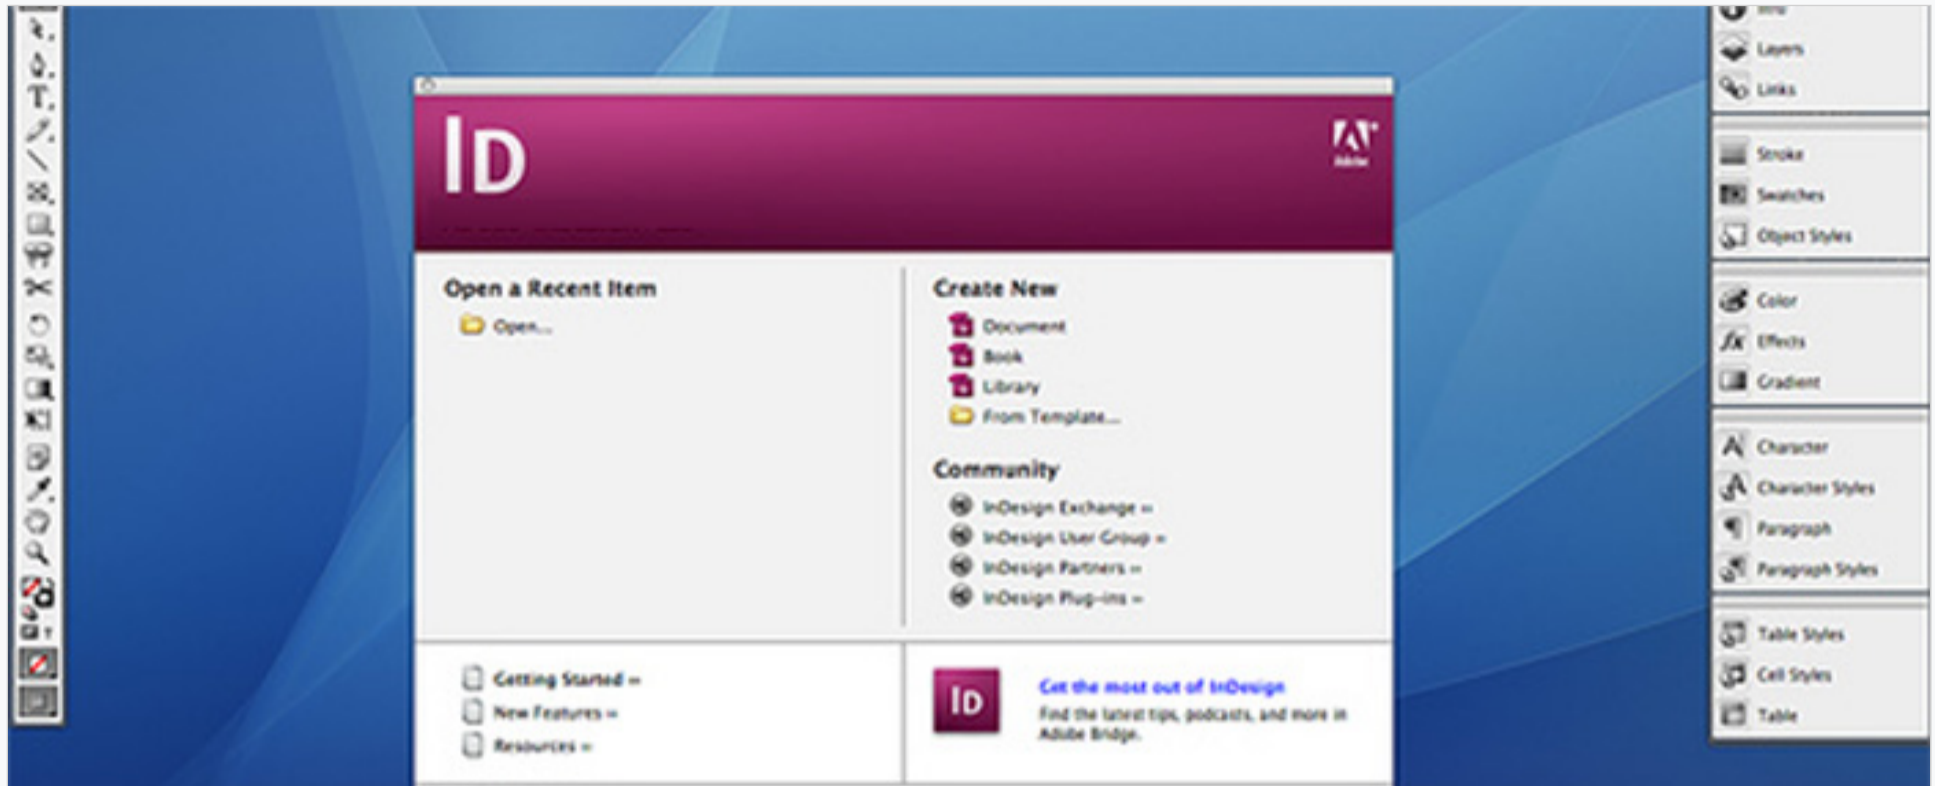 ID
Adobe
Open a Recent Item
Open...
Create New
Document
Book
Library
From Template...
Community
InDesign Exchange »
InDesign User Group »
InDesign Partners »
InDesign Plug-ins »
Getting Started »
New Features »
Resources »
ID
Get the most out of InDesign
Find the latest tips, podcasts, and more in
Adobe Bridge.
Layers
Links
Stroke
Swatches
Object Styles
Color
fx Effects
Gradient
A Character
A Character Styles
¶ Paragraph
¶ Paragraph Styles
Table Styles
Cell Styles
Table
T
T